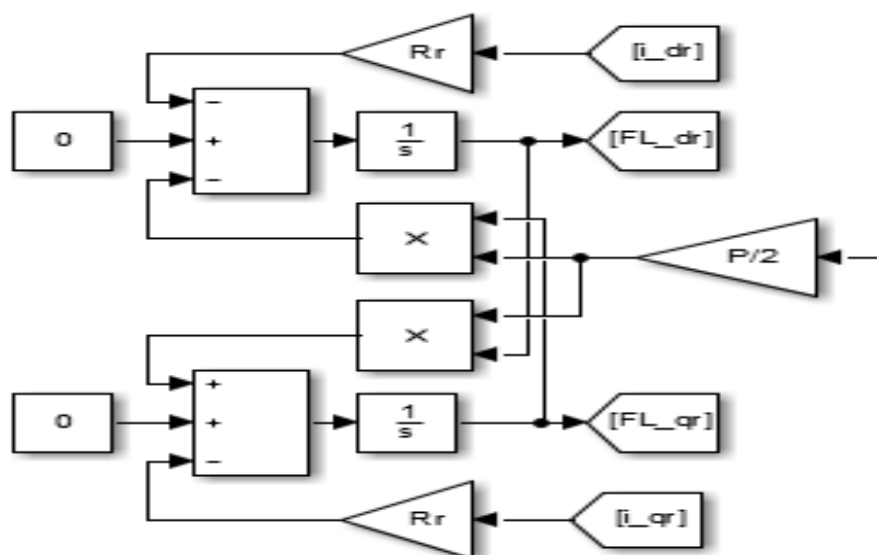 Rr
[i_dr]
−
0
+
1
s
[FL_dr]
−
×
P/2
×
+
0
+
1
s
[FL_qr]
−
Rr
[i_qr]